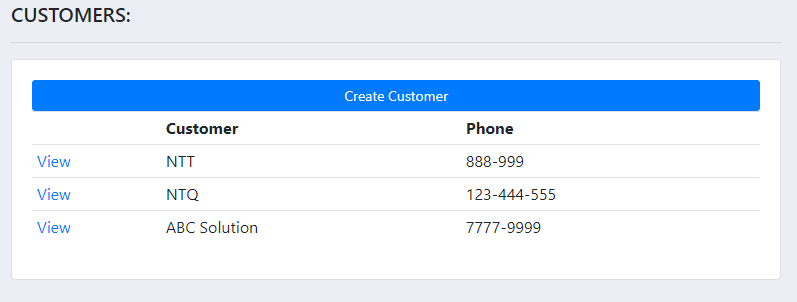 CUSTOMERS:
Create Customer
Customer Phone
View NTT 888-999
View NTQ 123-444-555
View ABC Solution 7777-9999